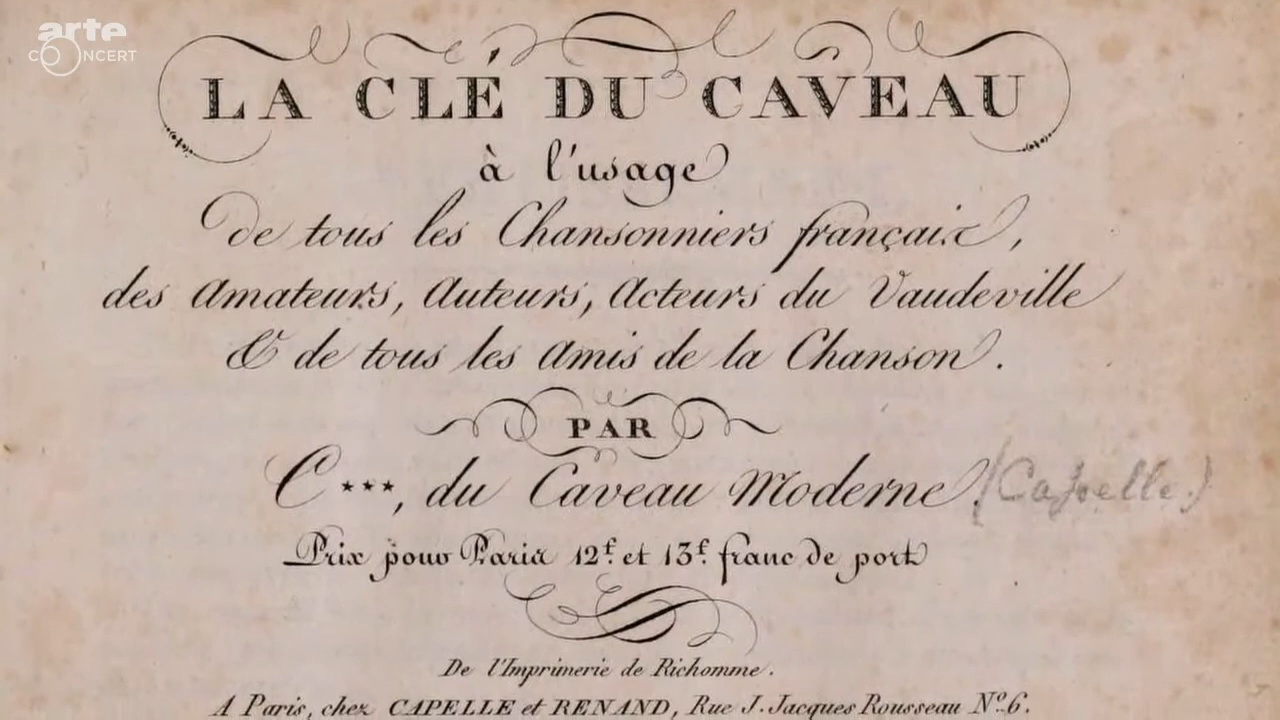 arte
CONCERT
LA CLÉ DU CAVEAU
à l'usage
de tous les Chansonniers français,
des Amateurs, Auteurs, Acteurs du Vaudeville
& de tous les Amis de la Chanson.
PAR
C***, du Caveau Moderne. (Capelle.)
Prix pour Paris 12f. et 13f. franc de port
De l'Imprimerie de Richomme.
A Paris, chez CAPELLE et RENAND, Rue J. Jacques Rousseau No. 6.